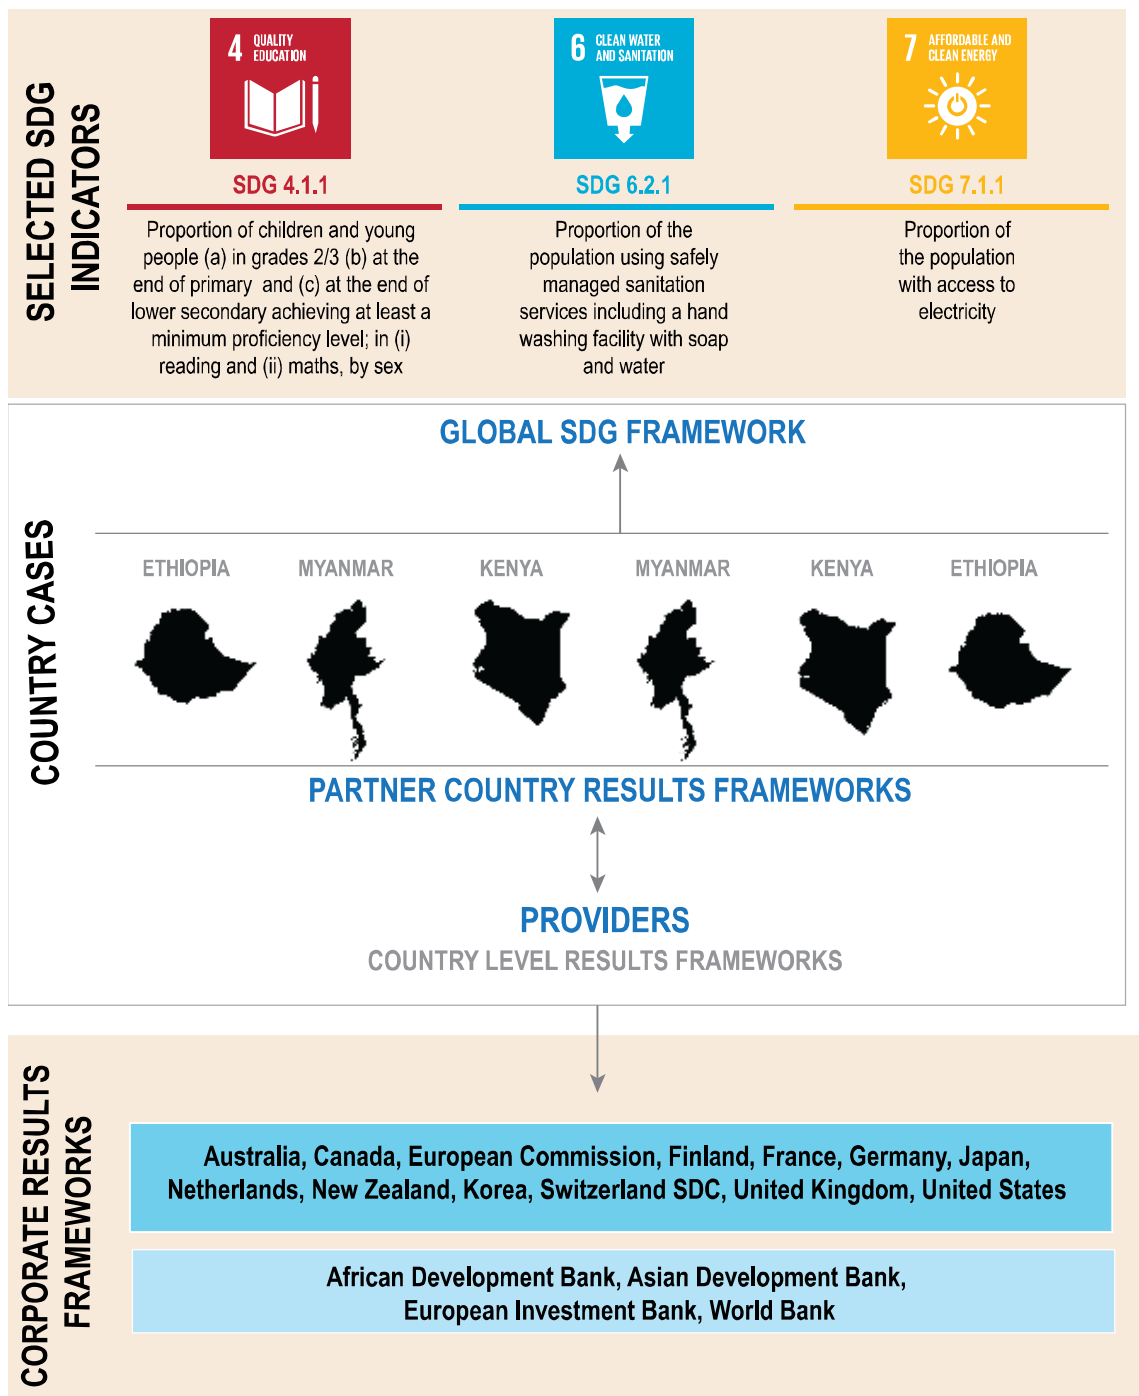 SELECTED SDG
INDICATORS
4 QUALITY
EDUCATION
SDG 4.1.1
Proportion of children and young
people (a) in grades 2/3 (b) at the
end of primary and (c) at the end of
lower secondary achieving at least a
minimum proficiency level; in (i)
reading and (ii) maths, by sex
6 CLEAN WATER
AND SANITATION
SDG 6.2.1
Proportion of the
population using safely
managed sanitation
services including a hand
washing facility with soap
and water
7 AFFORDABLE AND
CLEAN ENERGY
SDG 7.1.1
Proportion of
the population
with access to
electricity
COUNTRY CASES
GLOBAL SDG FRAMEWORK
ETHIOPIA MYANMAR KENYA MYANMAR KENYA ETHIOPIA
PARTNER COUNTRY RESULTS FRAMEWORKS
PROVIDERS
COUNTRY LEVEL RESULTS FRAMEWORKS
CORPORATE RESULTS
FRAMEWORKS
Australia, Canada, European Commission, Finland, France, Germany, Japan,
Netherlands, New Zealand, Korea, Switzerland SDC, United Kingdom, United States
African Development Bank, Asian Development Bank,
European Investment Bank, World Bank